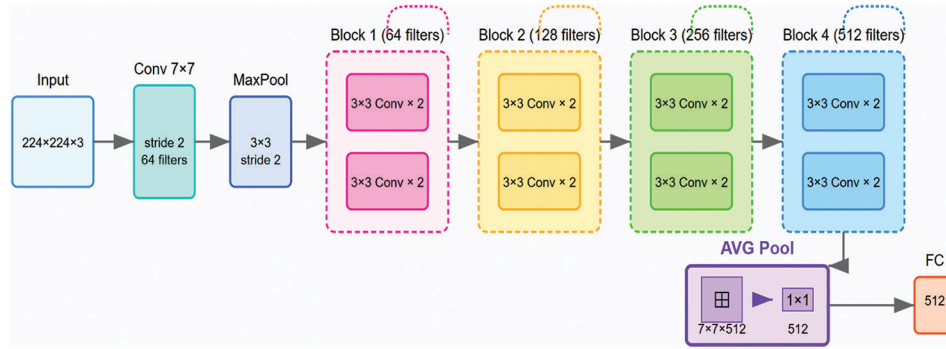 Input
224×224×3
Conv 7×7
stride 2
64 filters
MaxPool
3×3
stride 2
Block 1 (64 filters)
3×3 Conv × 2
3×3 Conv × 2
Block 2 (128 filters)
3×3 Conv × 2
3×3 Conv × 2
Block 3 (256 filters)
3×3 Conv × 2
3×3 Conv × 2
Block 4 (512 filters)
3×3 Conv × 2
3×3 Conv × 2
AVG Pool
7×7×512
1×1
512
FC
512